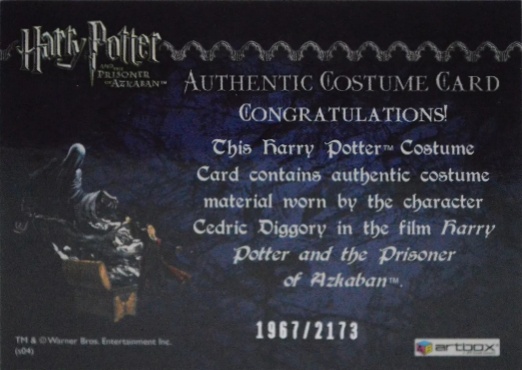 Harry Potter
AND THE
PRISONER
OF AZKABAN™
AUTHENTIC COSTUME CARD
CONGRATULATIONS!
This Harry Potter™ Costume
Card contains authentic costume
material worn by the character
Cedric Diggory in the film Harry
Potter and the Prisoner
of Azkaban™.
1967/2173
TM & © Warner Bros. Entertainment Inc.
(s04)
artbox